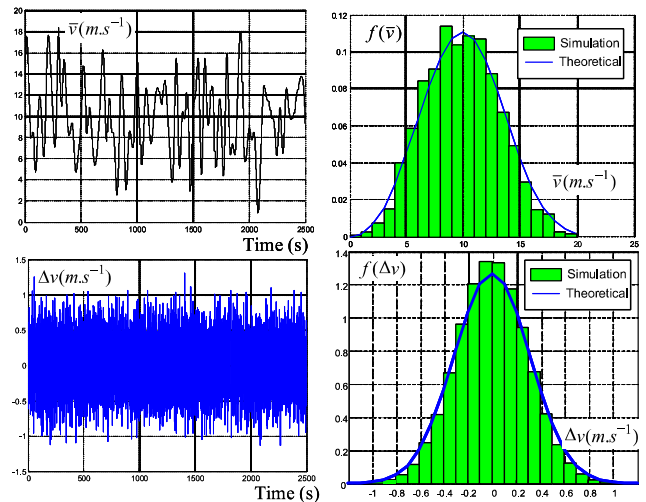 v̅(m.s⁻¹)
20
18
16
14
12
10
8
6
4
2
0
0 500 1000 1500 2000 2500
Time (s)
f(v̅)
Simulation
Theoretical
0.12
0.1
0.08
0.06
0.04
0.02
0
v̅(m.s⁻¹)
0 5 10 15 20 25
Δv(m.s⁻¹)
1.5
1
0.5
0
-0.5
-1
-1.5
0 500 1000 1500 2000 2500
Time (s)
f(Δv)
Simulation
Theoretical
1.4
1.2
1
0.8
0.6
0.4
0.2
0
Δv(m.s⁻¹)
-1 -0.8 -0.6 -0.4 -0.2 0 0.2 0.4 0.6 0.8 1